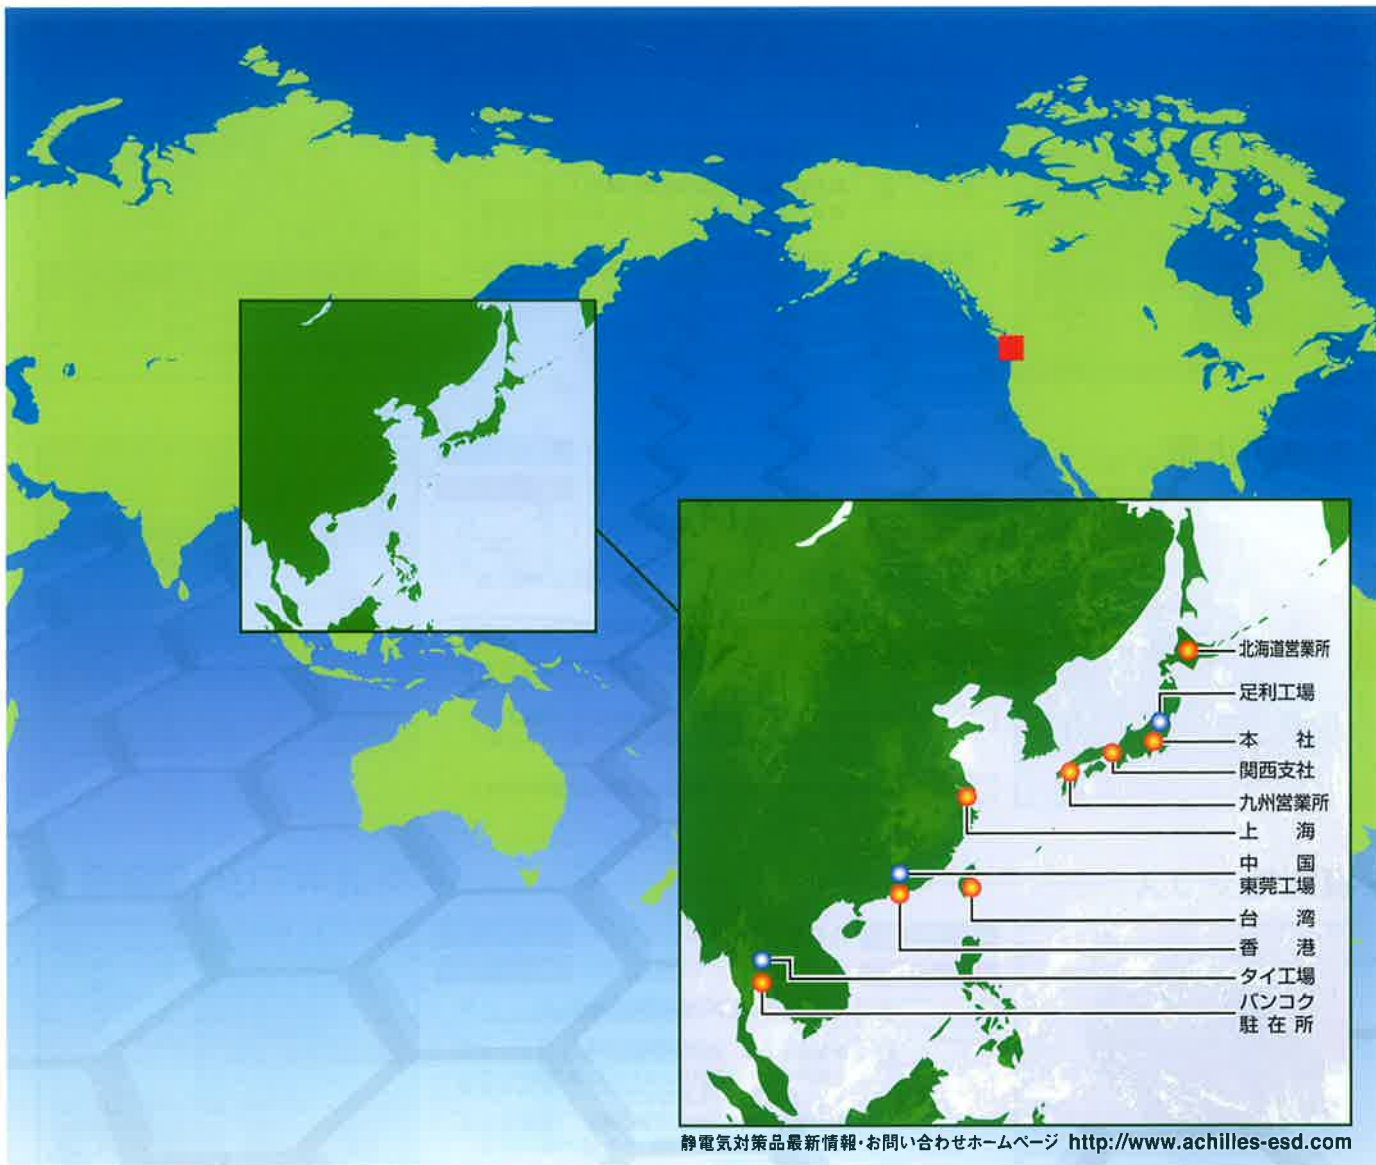 北海道営業所
足利工場
本　社
関西支社
九州営業所
上　海
中　国
東莞工場
台　湾
香　港
タイ工場
バンコク
駐在所
静電気対策品最新情報・お問い合わせホームページ http://www.achilles-esd.com